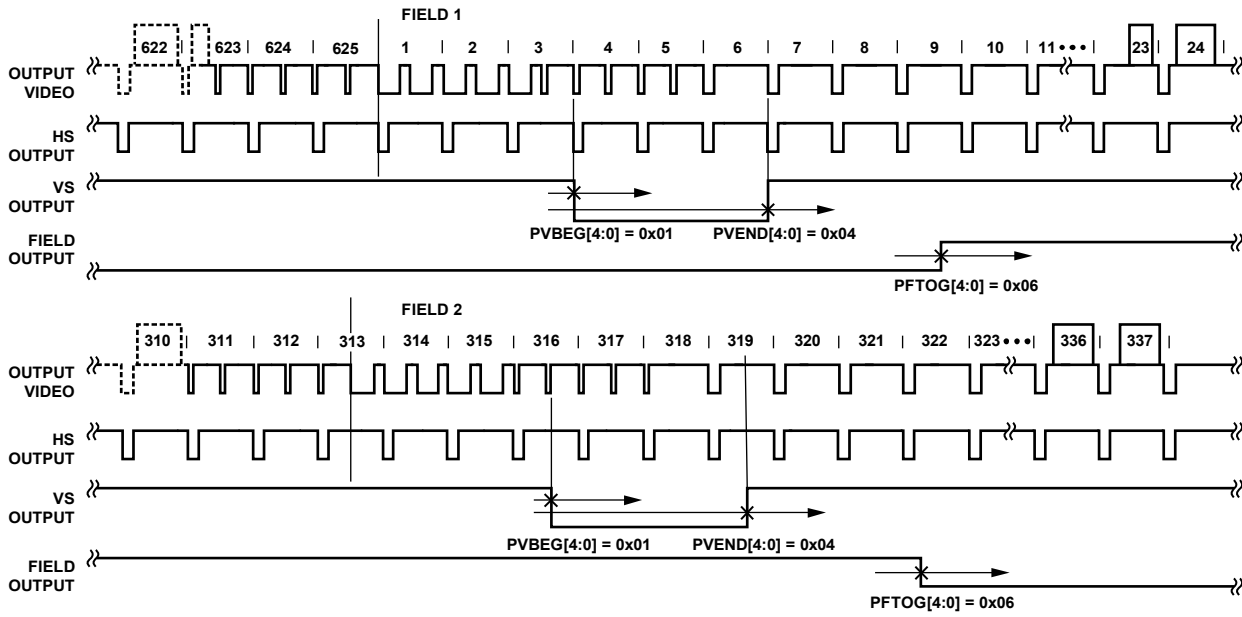 FIELD 1
622 623 624 625 1 2 3 4 5 6 7 8 9 10 11 ••• 23 24
OUTPUT
VIDEO
HS
OUTPUT
VS
OUTPUT
PVBEG[4:0] = 0x01 PVEND[4:0] = 0x04
FIELD
OUTPUT
PFTOG[4:0] = 0x06
FIELD 2
310 311 312 313 314 315 316 317 318 319 320 321 322 323 ••• 336 337
OUTPUT
VIDEO
HS
OUTPUT
VS
OUTPUT
PVBEG[4:0] = 0x01 PVEND[4:0] = 0x04
FIELD
OUTPUT
PFTOG[4:0] = 0x06